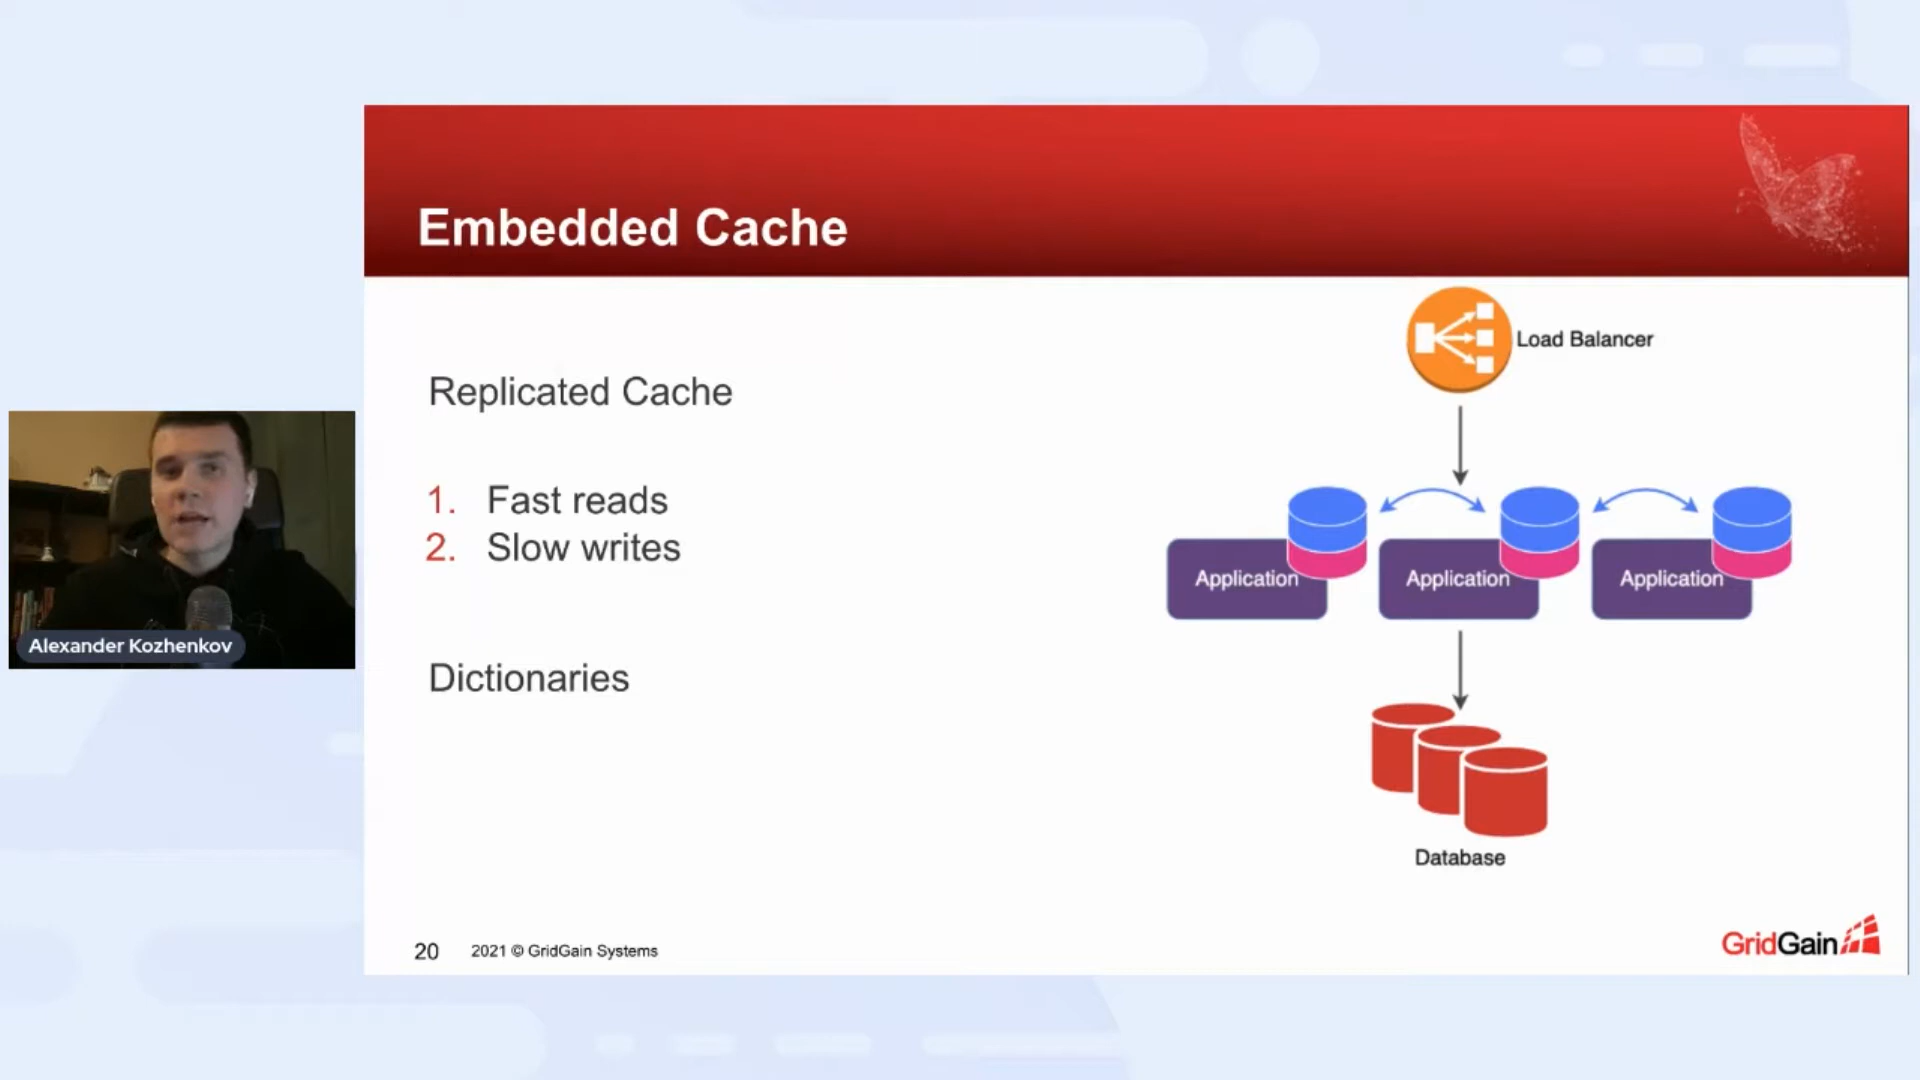 Embedded Cache
Replicated Cache
1. Fast reads
2. Slow writes
Dictionaries
Load Balancer
Application
Application
Application
Database
Alexander Kozhenkov
20 2021 © GridGain Systems
GridGain